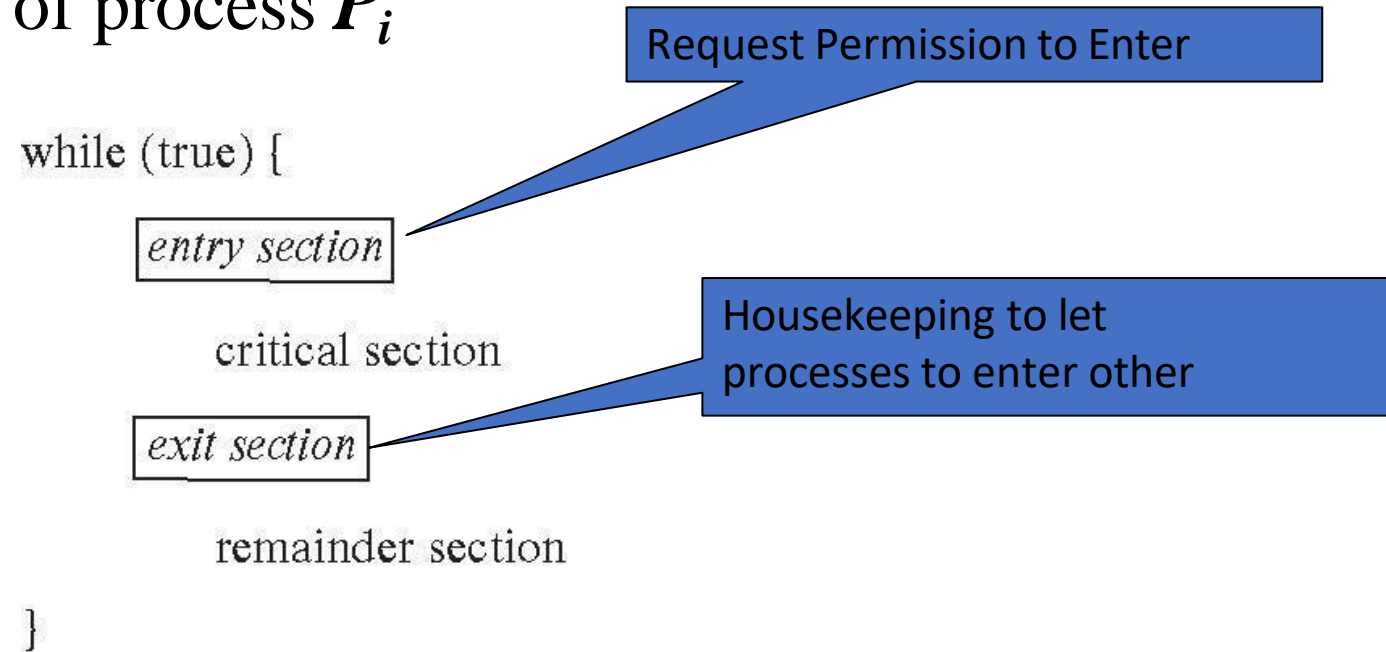 of process P_i
Request Permission to Enter
while (true) {
entry section
critical section
Housekeeping to let
processes to enter other
exit section
remainder section
}